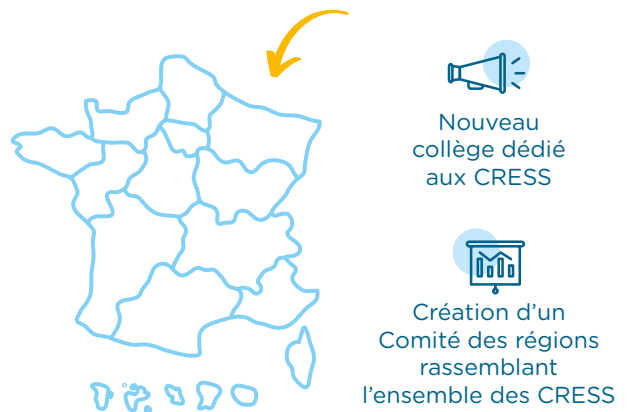 Nouveau
collège dédié
aux CRESS
Création d’un
Comité des régions
rassemblant
l’ensemble des CRESS